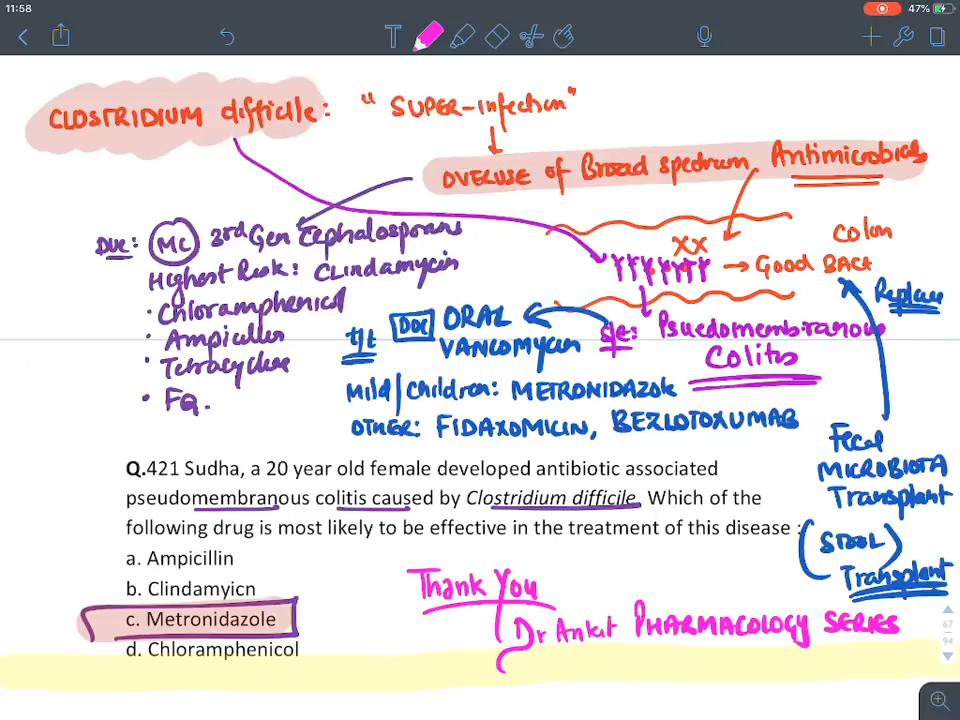 11:58
47%
T
CLOSTRIDIUM difficile: "SUPER-infection"
OVERUSE of Broad spectrum Antimicrobials
Due: MC 3rd Gen Cephalosporins
Highest Risk: CLINDAMYCIN
• Chloramphenicol
• Ampicillin
• Tetracycline
• FQ.
XX
Colon
→ Good BACT
Replace
S/E: Psuedomembranous
Colitis
t/t DOC ORAL
VANCOMYCIN
Mild/Children: METRONIDAZOle
OTHER: FIDAXOMICIN, BEZLOTOXUMAB
Fecal
MICROBIOTA
Transplant
(STOOL)
Transplant
Q.421 Sudha, a 20 year old female developed antibiotic associated
pseudomembranous colitis caused by Clostridium difficile. Which of the
following drug is most likely to be effective in the treatment of this disease :
a. Ampicillin
b. Clindamyicn
c. Metronidazole
d. Chloramphenicol
Thank You
Dr Ankit PHARMACOLOGY SERIES
67
94